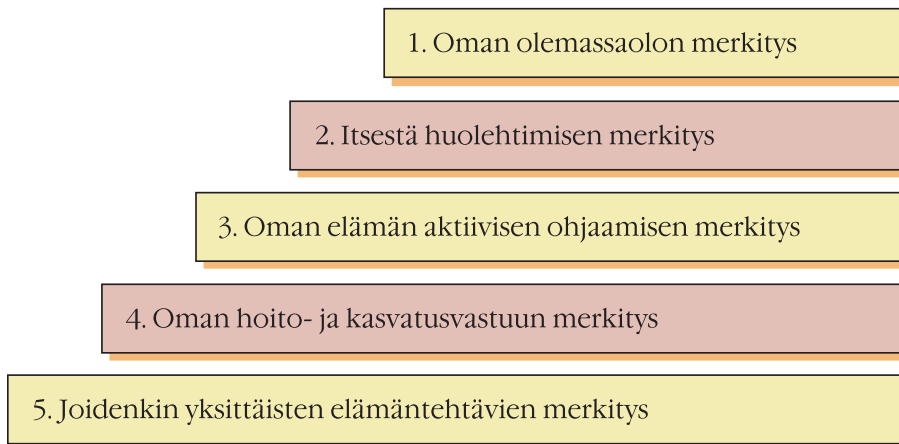 1. Oman olemassaolon merkitys
2. Itsestä huolehtimisen merkitys
3. Oman elämän aktiivisen ohjaamisen merkitys
4. Oman hoito- ja kasvatusvastuun merkitys
5. Joidenkin yksittäisten elämäntehtävien merkitys